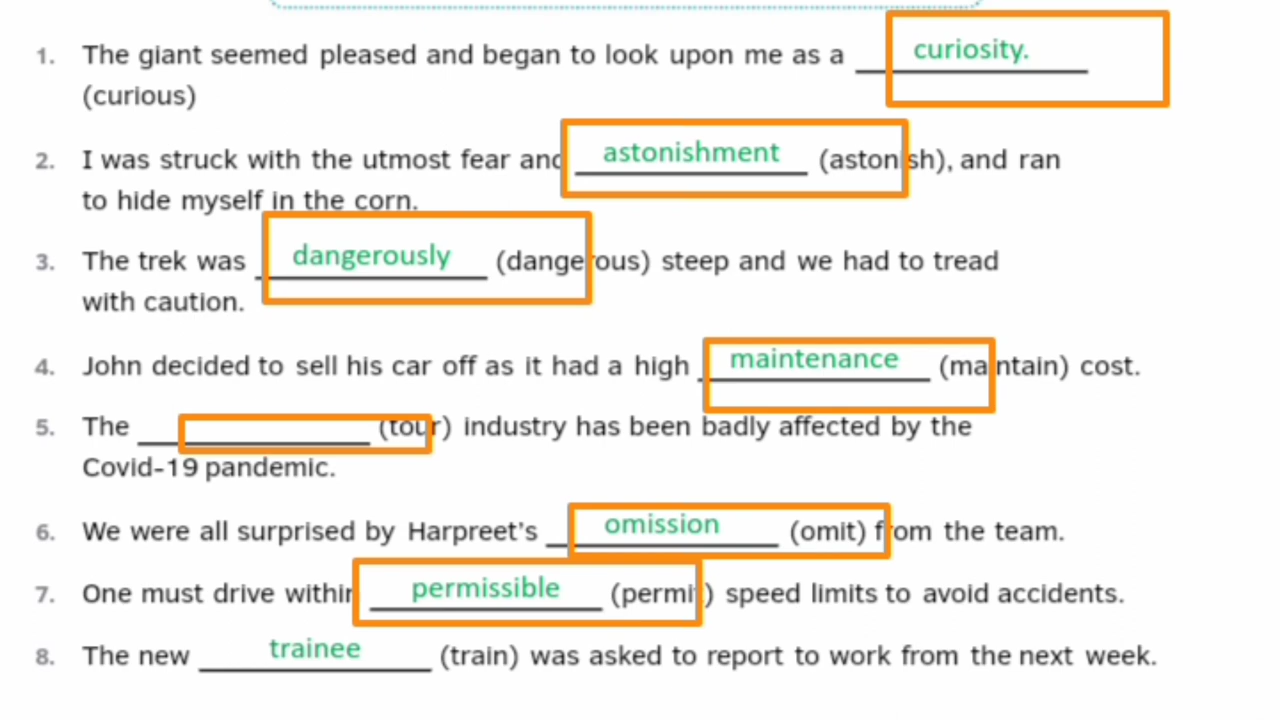 1. The giant seemed pleased and began to look upon me as a curiosity.
(curious)
2. I was struck with the utmost fear and astonishment (astonish), and ran
to hide myself in the corn.
3. The trek was dangerously (dangerous) steep and we had to tread
with caution.
4. John decided to sell his car off as it had a high maintenance (maintain) cost.
5. The ____________ (tour) industry has been badly affected by the
Covid-19 pandemic.
6. We were all surprised by Harpreet's omission (omit) from the team.
7. One must drive within permissible (permit) speed limits to avoid accidents.
8. The new trainee (train) was asked to report to work from the next week.